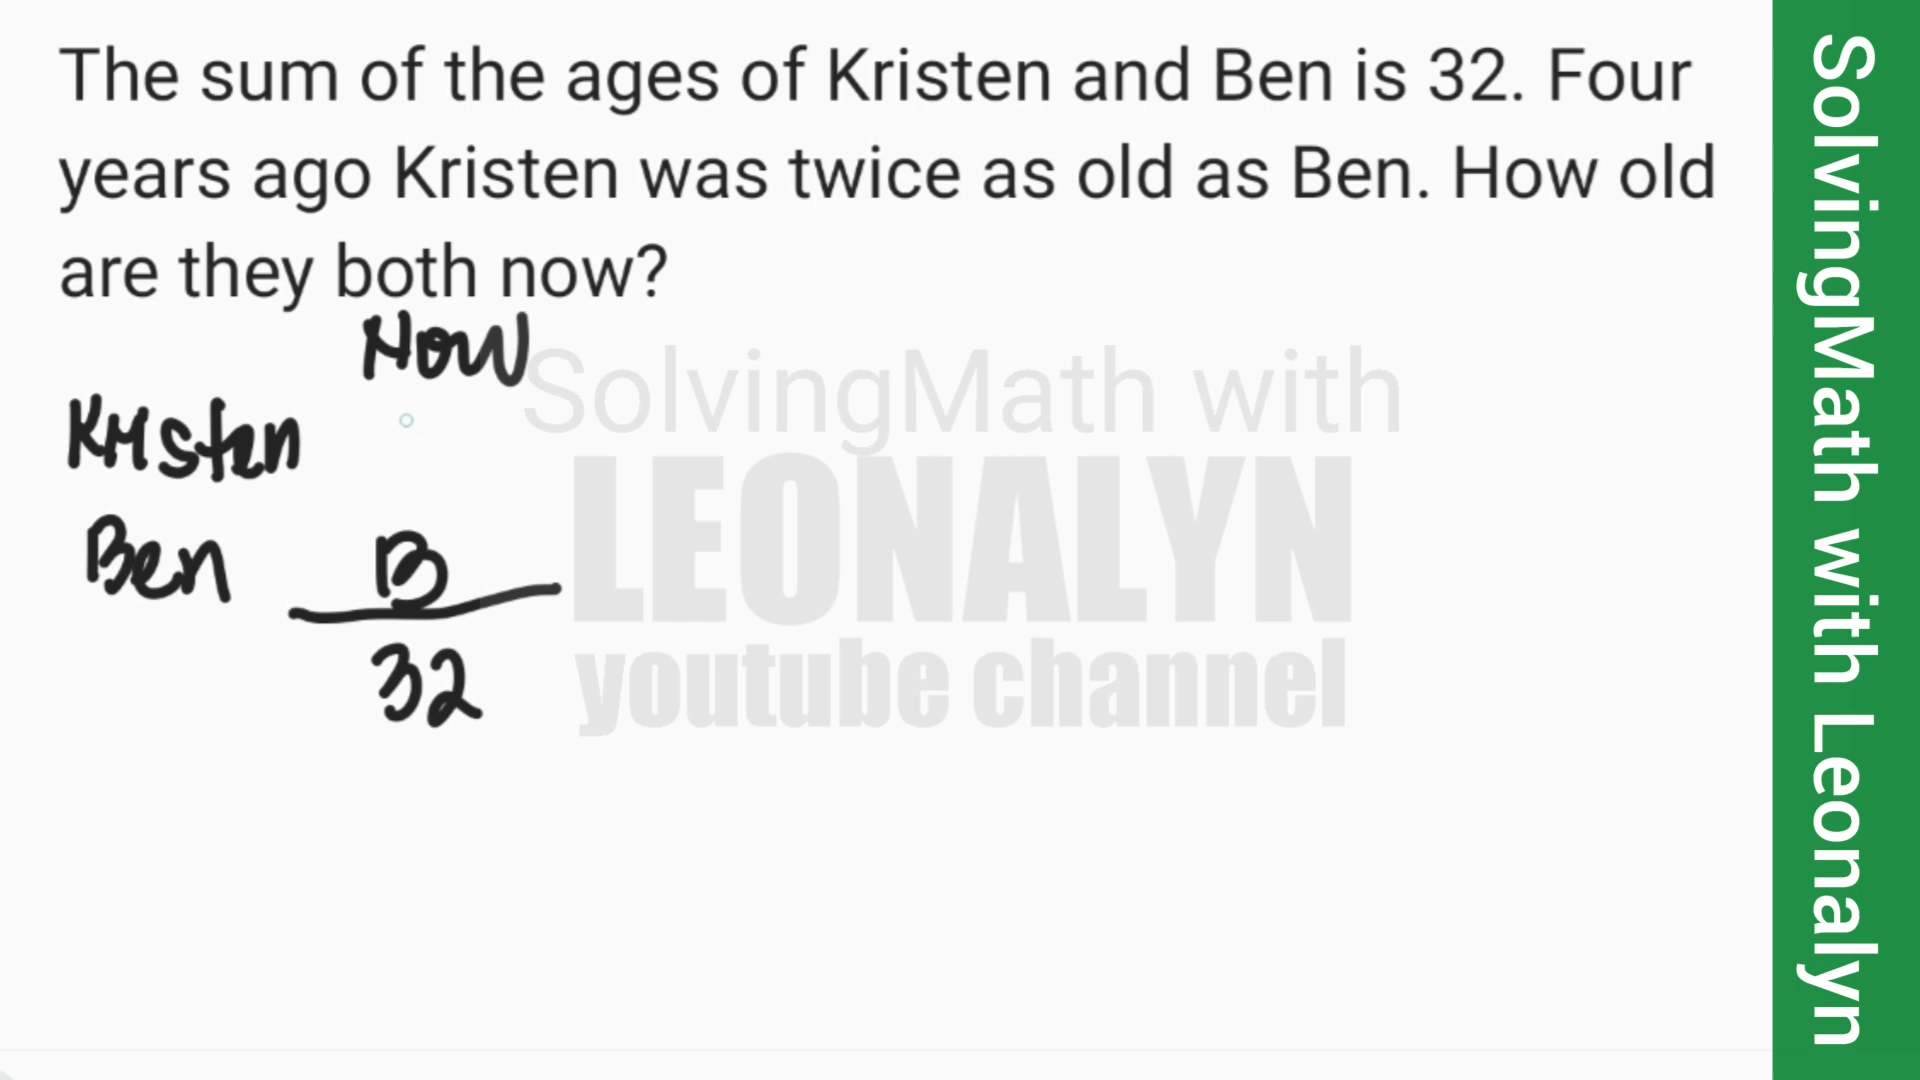 The sum of the ages of Kristen and Ben is 32. Four
years ago Kristen was twice as old as Ben. How old
are they both now?
Now
Kristen
Ben B
32
SolvingMath with
LEONALYN
youtube channel
SolvingMath with Leonalyn